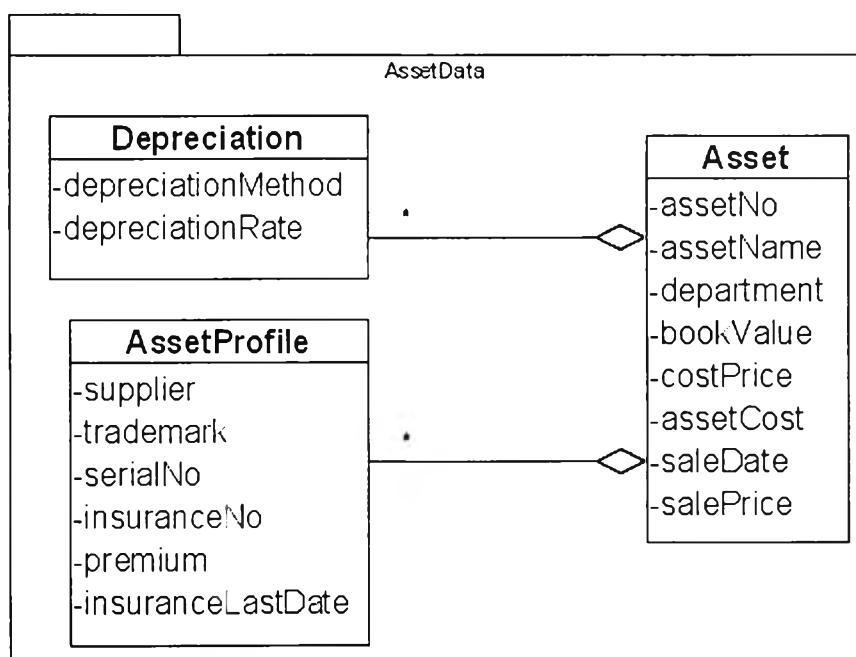 AssetData
Depreciation
-depreciationMethod
-depreciationRate
*
Asset
-assetNo
-assetName
-department
-bookValue
-costPrice
-assetCost
-saleDate
-salePrice
AssetProfile
-supplier
-trademark
-serialNo
-insuranceNo
-premium
-insuranceLastDate
*